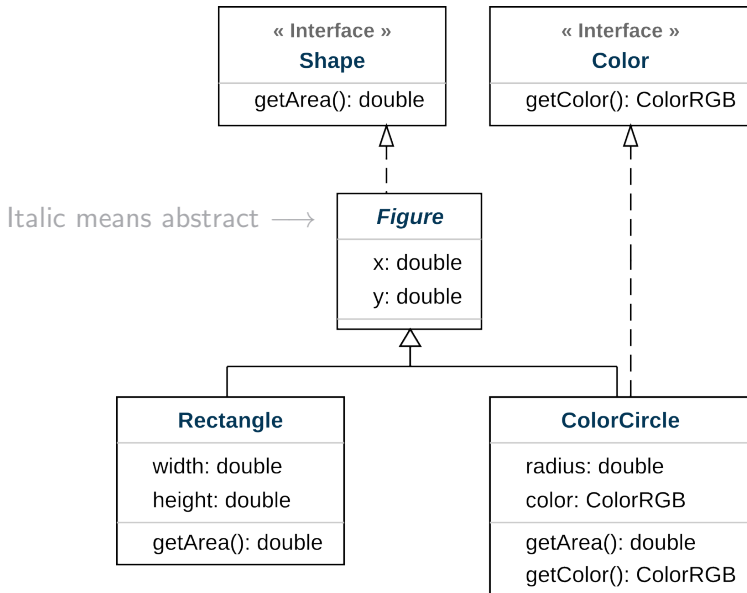 « Interface »
Shape
getArea(): double
« Interface »
Color
getColor(): ColorRGB
Italic means abstract
Figure
x: double
y: double
Rectangle
width: double
height: double
getArea(): double
ColorCircle
radius: double
color: ColorRGB
getArea(): double
getColor(): ColorRGB